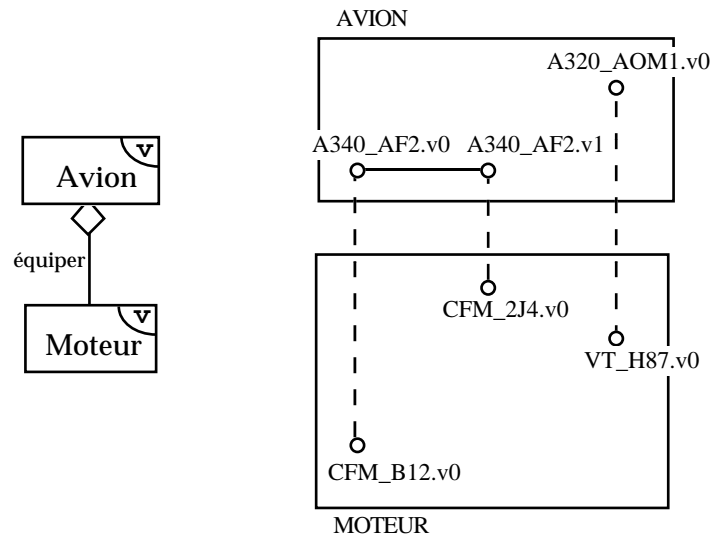 AVION
A320_AOM1.v0
A340_AF2.v0 A340_AF2.v1
v
Avion
équiper
v
Moteur
CFM_2J4.v0
VT_H87.v0
CFM_B12.v0
MOTEUR